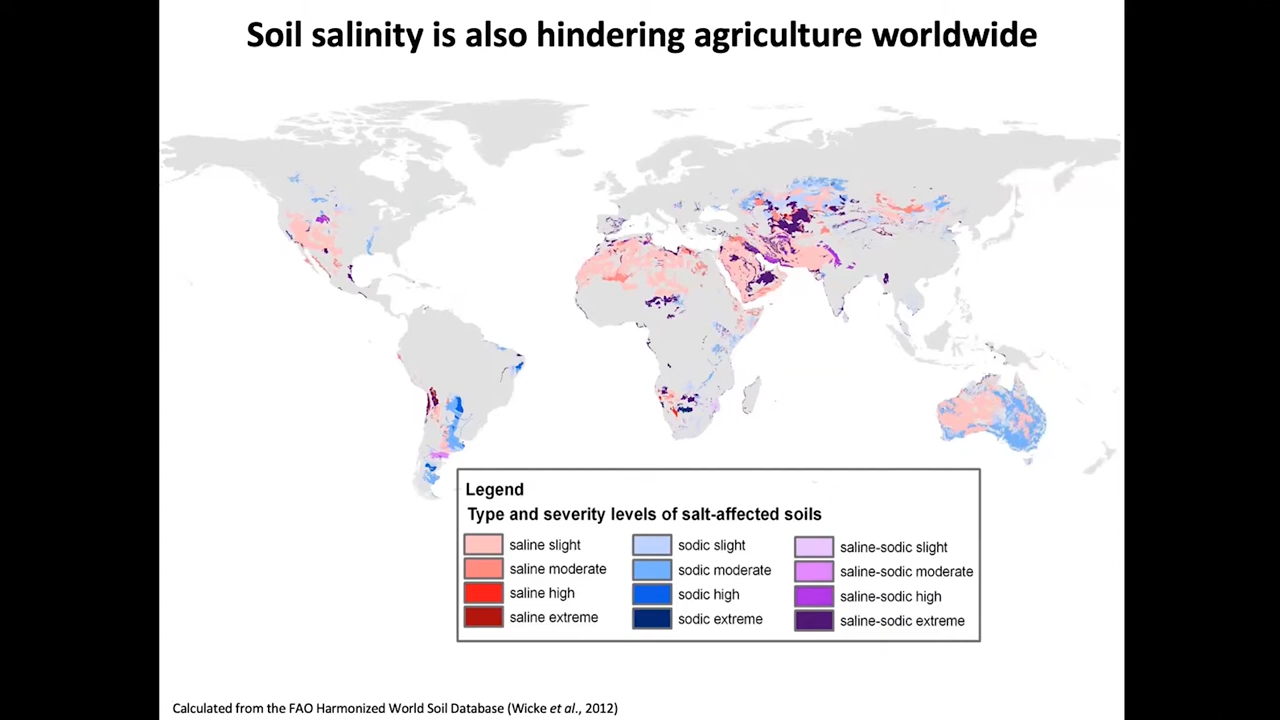 Soil salinity is also hindering agriculture worldwide
Legend
Type and severity levels of salt-affected soils
saline slight
saline moderate
saline high
saline extreme
sodic slight
sodic moderate
sodic high
sodic extreme
saline-sodic slight
saline-sodic moderate
saline-sodic high
saline-sodic extreme
Calculated from the FAO Harmonized World Soil Database (Wicke et al., 2012)